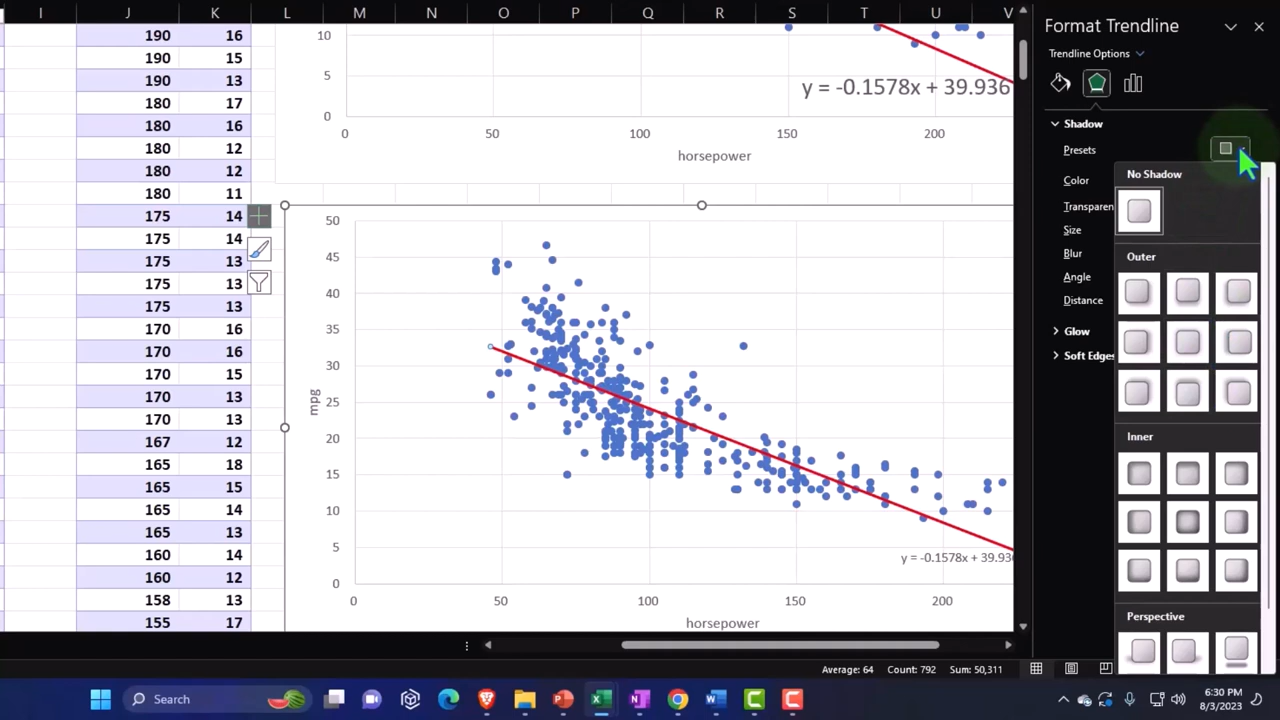 I J K L M N O P Q R S T U V
190 16
190 15
190 13
180 17
180 16
180 12
180 12
180 11
175 14
175 14
175 13
175 13
175 13
170 16
170 16
170 15
170 13
170 13
167 12
165 18
165 15
165 14
165 13
160 14
160 12
158 13
155 17
10
5
0
y = -0.1578x + 39.936
0 50 100 150 200
horsepower
50
45
40
35
30
25
20
15
10
5
0
mpg
y = -0.1578x + 39.93
0 50 100 150 200
horsepower
Format Trendline
Trendline Options
Shadow
Presets
Color
Transparen
Size
Blur
Angle
Distance
Glow
Soft Edges
No Shadow
Outer
Inner
Perspective
Average: 64 Count: 792 Sum: 50,311
Search
6:30 PM
8/3/2023